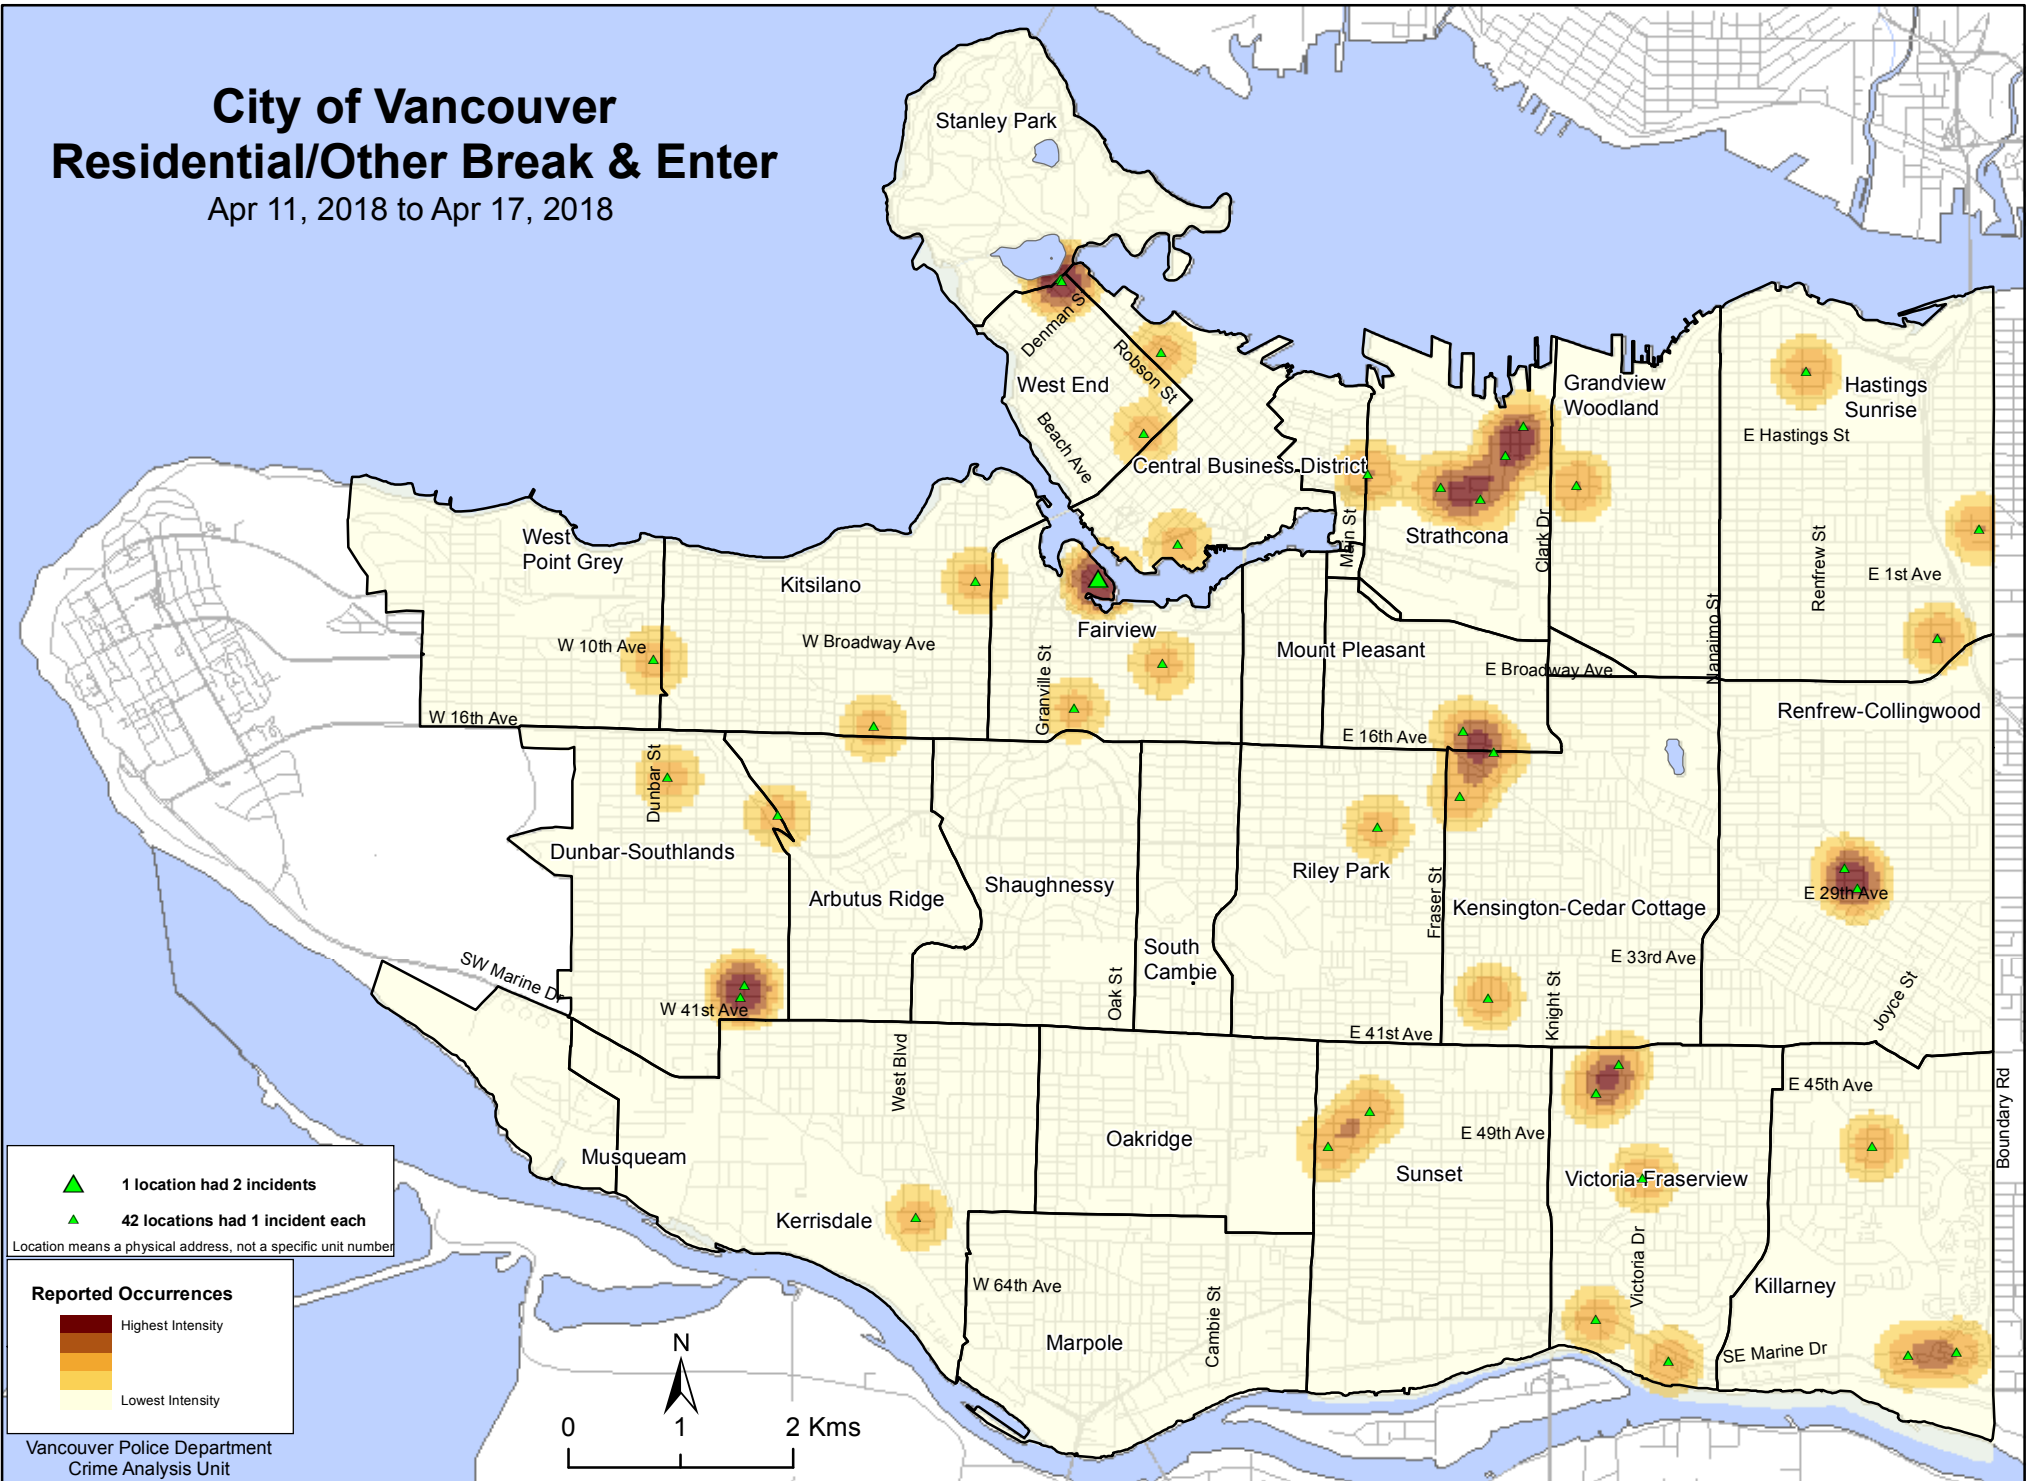 City of Vancouver
Residential/Other Break & Enter
Apr 11, 2018 to Apr 17, 2018
Stanley Park
Denman S
Robson St
West End
Beach Ave
Central Business District
Grandview
Woodland
Hastings
Sunrise
E Hastings St
Main St
Strathcona
Clark Dr
Nanaimo St
Renfrew St
E 1st Ave
West
Point Grey
Kitsilano
W 10th Ave
W Broadway Ave
Fairview
Granville St
Mount Pleasant
E Broadway Ave
W 16th Ave
E 16th Ave
Renfrew-Collingwood
Dunbar St
Dunbar-Southlands
Arbutus Ridge
Shaughnessy
South
Cambie
Oak St
Riley Park
Fraser St
Kensington-Cedar Cottage
E 29th Ave
E 33rd Ave
Knight St
Joyce St
SW Marine Dr
W 41st Ave
E 41st Ave
West Blvd
E 45th Ave
Boundary Rd
Musqueam
Oakridge
E 49th Ave
Sunset
Victoria-Fraserview
Kerrisdale
Victoria Dr
W 64th Ave
Killarney
Marpole
Cambie St
SE Marine Dr
1 location had 2 incidents
42 locations had 1 incident each
Location means a physical address, not a specific unit number
Reported Occurrences
Highest Intensity
Lowest Intensity
N
0 1 2 Kms
Vancouver Police Department
Crime Analysis Unit